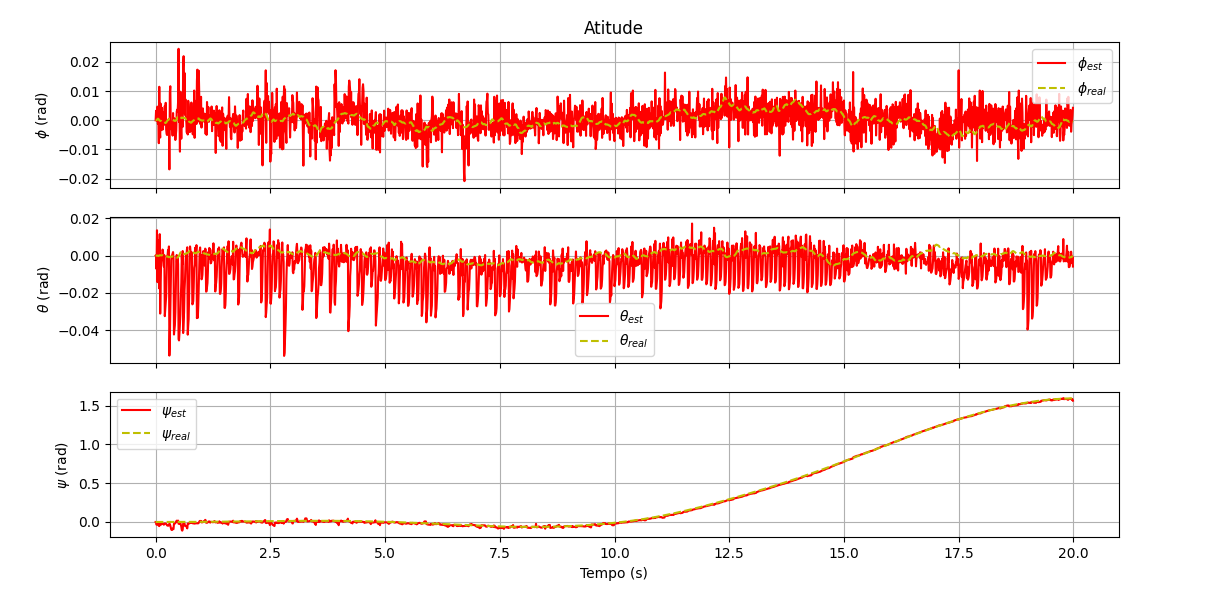 Atitude
0.02
0.01
0.00
−0.01
−0.02
ϕ (rad)
ϕest
ϕreal
0.02
0.00
−0.02
−0.04
θ (rad)
θest
θreal
1.5
1.0
0.5
0.0
ψ (rad)
ψest
ψreal
0.0 2.5 5.0 7.5 10.0 12.5 15.0 17.5 20.0
Tempo (s)